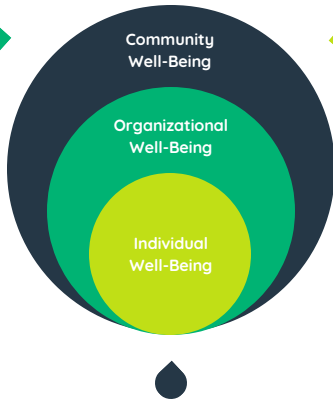 Community
Well-Being
Organizational
Well-Being
Individual
Well-Being